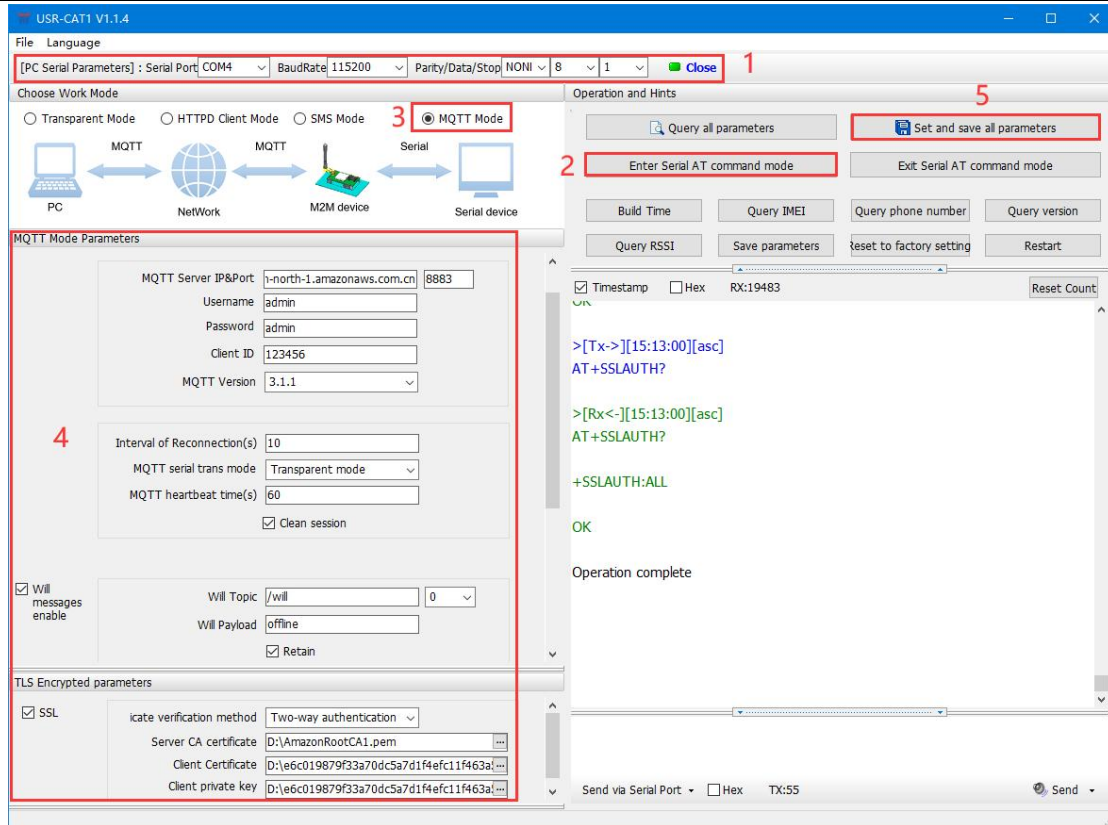 USR-CAT1 V1.1.4
File Language
[PC Serial Parameters] : Serial Port COM4 BaudRate 115200 Parity/Data/Stop NONI 8 1 Close 1
Choose Work Mode
Transparent Mode HTTPD Client Mode SMS Mode 3 MQTT Mode
MQTT MQTT Serial
PC NetWork M2M device Serial device
MQTT Mode Parameters
MQTT Server IP&Port n-north-1.amazonaws.com.cn 8883
Username admin
Password admin
Client ID 123456
MQTT Version 3.1.1
4
Interval of Reconnection(s) 10
MQTT serial trans mode Transparent mode
MQTT heartbeat time(s) 60
Clean session
Will
messages
enable
Will Topic /will 0
Will Payload offline
Retain
TLS Encrypted parameters
SSL
icate verification method Two-way authentication
Server CA certificate D:\AmazonRootCA1.pem ...
Client Certificate D:\e6c019879f33a70dc5a7d1f4efc11f463a ...
Client private key D:\e6c019879f33a70dc5a7d1f4efc11f463a ...
Operation and Hints
5
Query all parameters Set and save all parameters
2 Enter Serial AT command mode Exit Serial AT command mode
Build Time Query IMEI Query phone number Query version
Query RSSI Save parameters Reset to factory setting Restart
Timestamp Hex RX:19483 Reset Count
OK
>[Tx->][15:13:00][asc]
AT+SSLAUTH?
>[Rx<-][15:13:00][asc]
AT+SSLAUTH?
+SSLAUTH:ALL
OK
Operation complete
Send via Serial Port Hex TX:55 Send